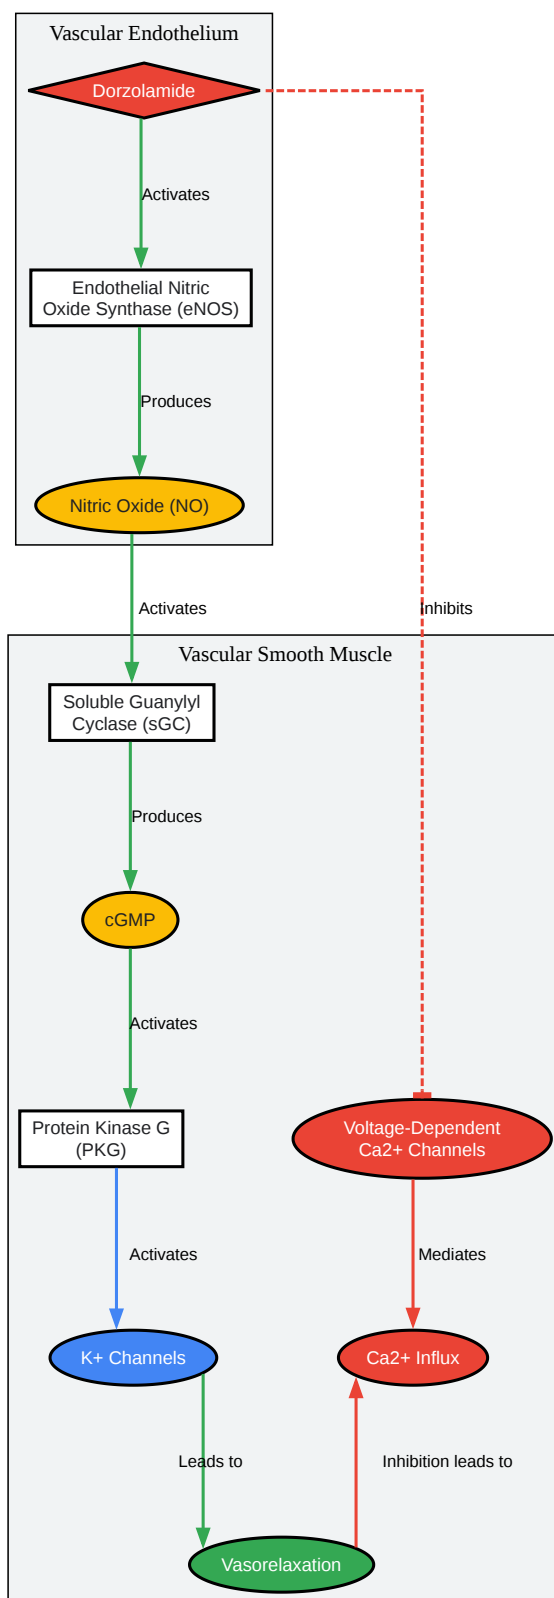 Vascular Endothelium
Dorzolamide
Activates
Endothelial Nitric
Oxide Synthase (eNOS)
Produces
Nitric Oxide (NO)
Activates
Inhibits
Vascular Smooth Muscle
Soluble Guanylyl
Cyclase (sGC)
Produces
cGMP
Activates
Protein Kinase G
(PKG)
Voltage-Dependent
Ca2+ Channels
Activates
Mediates
K+ Channels
Ca2+ Influx
Leads to
Inhibition leads to
Vasorelaxation